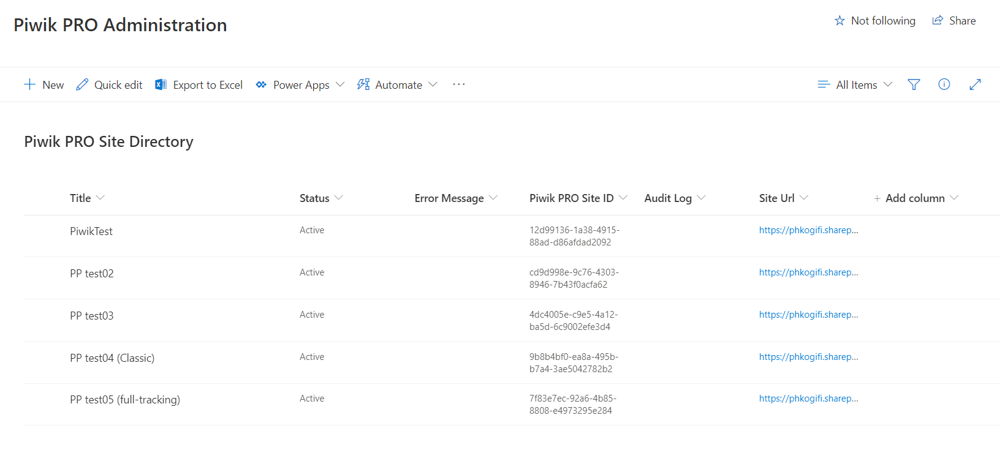 Piwik PRO Administration
Not following
Share
New
Quick edit
Export to Excel
Power Apps
Automate
All Items
Piwik PRO Site Directory
Title Status Error Message Piwik PRO Site ID Audit Log Site Url + Add column
PiwikTest Active 12d99136-1a38-4915- https://phkogifi.sharep...
88ad-d86afdad2092
PP test02 Active cd9d998e-9c76-4303- https://phkogifi.sharep...
8946-7b43f0acfa62
PP test03 Active 4dc4005e-c9e5-4a12- https://phkogifi.sharep...
ba5d-6c9002efe3d4
PP test04 (Classic) Active 9b8b4bf0-ea8a-495b- https://phkogifi.sharep...
b7a4-3ae5042782b2
PP test05 (full-tracking) Active 7f83e7ec-92a6-4b85- https://phkogifi.sharep...
8808-e4973295e284